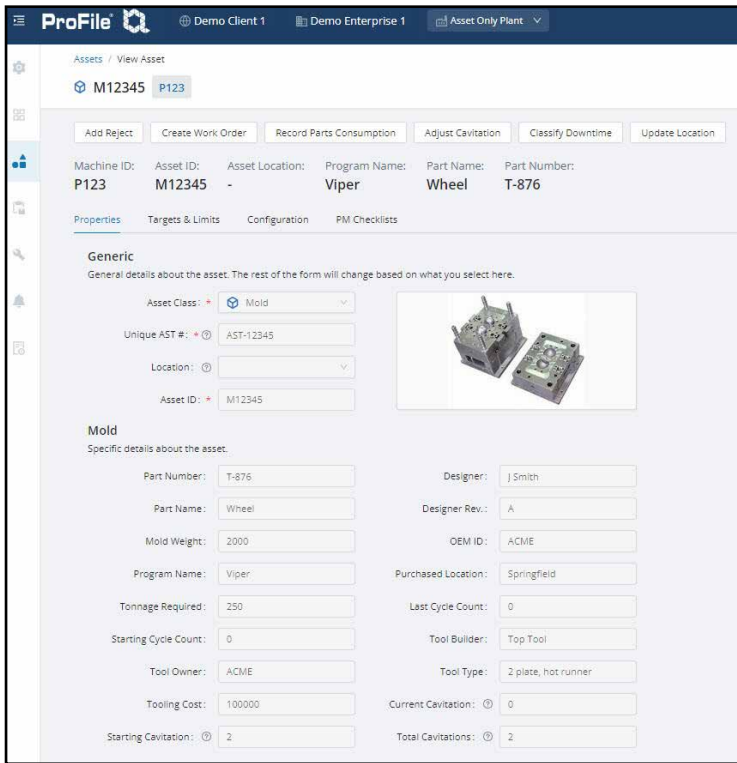 ProFile Demo Client 1 Demo Enterprise 1 Asset Only Plant
Assets / View Asset
M12345 P123
Add Reject Create Work Order Record Parts Consumption Adjust Cavitation Classify Downtime Update Location
Machine ID: Asset ID: Asset Location: Program Name: Part Name: Part Number:
P123 M12345 - Viper Wheel T-876
Properties Targets & Limits Configuration PM Checklists
Generic
General details about the asset. The rest of the form will change based on what you select here.
Asset Class: * Mold
Unique AST #: * AST-12345
Location:
Asset ID: * M12345
Mold
Specific details about the asset.
Part Number: T-876 Designer: J Smith
Part Name: Wheel Designer Rev.: A
Mold Weight: 2000 OEM ID: ACME
Program Name: Viper Purchased Location: Springfield
Tonnage Required: 250 Last Cycle Count: 0
Starting Cycle Count: 0 Tool Builder: Top Tool
Tool Owner: ACME Tool Type: 2 plate, hot runner
Tooling Cost: 100000 Current Cavitation: 0
Starting Cavitation: 2 Total Cavitations: 2